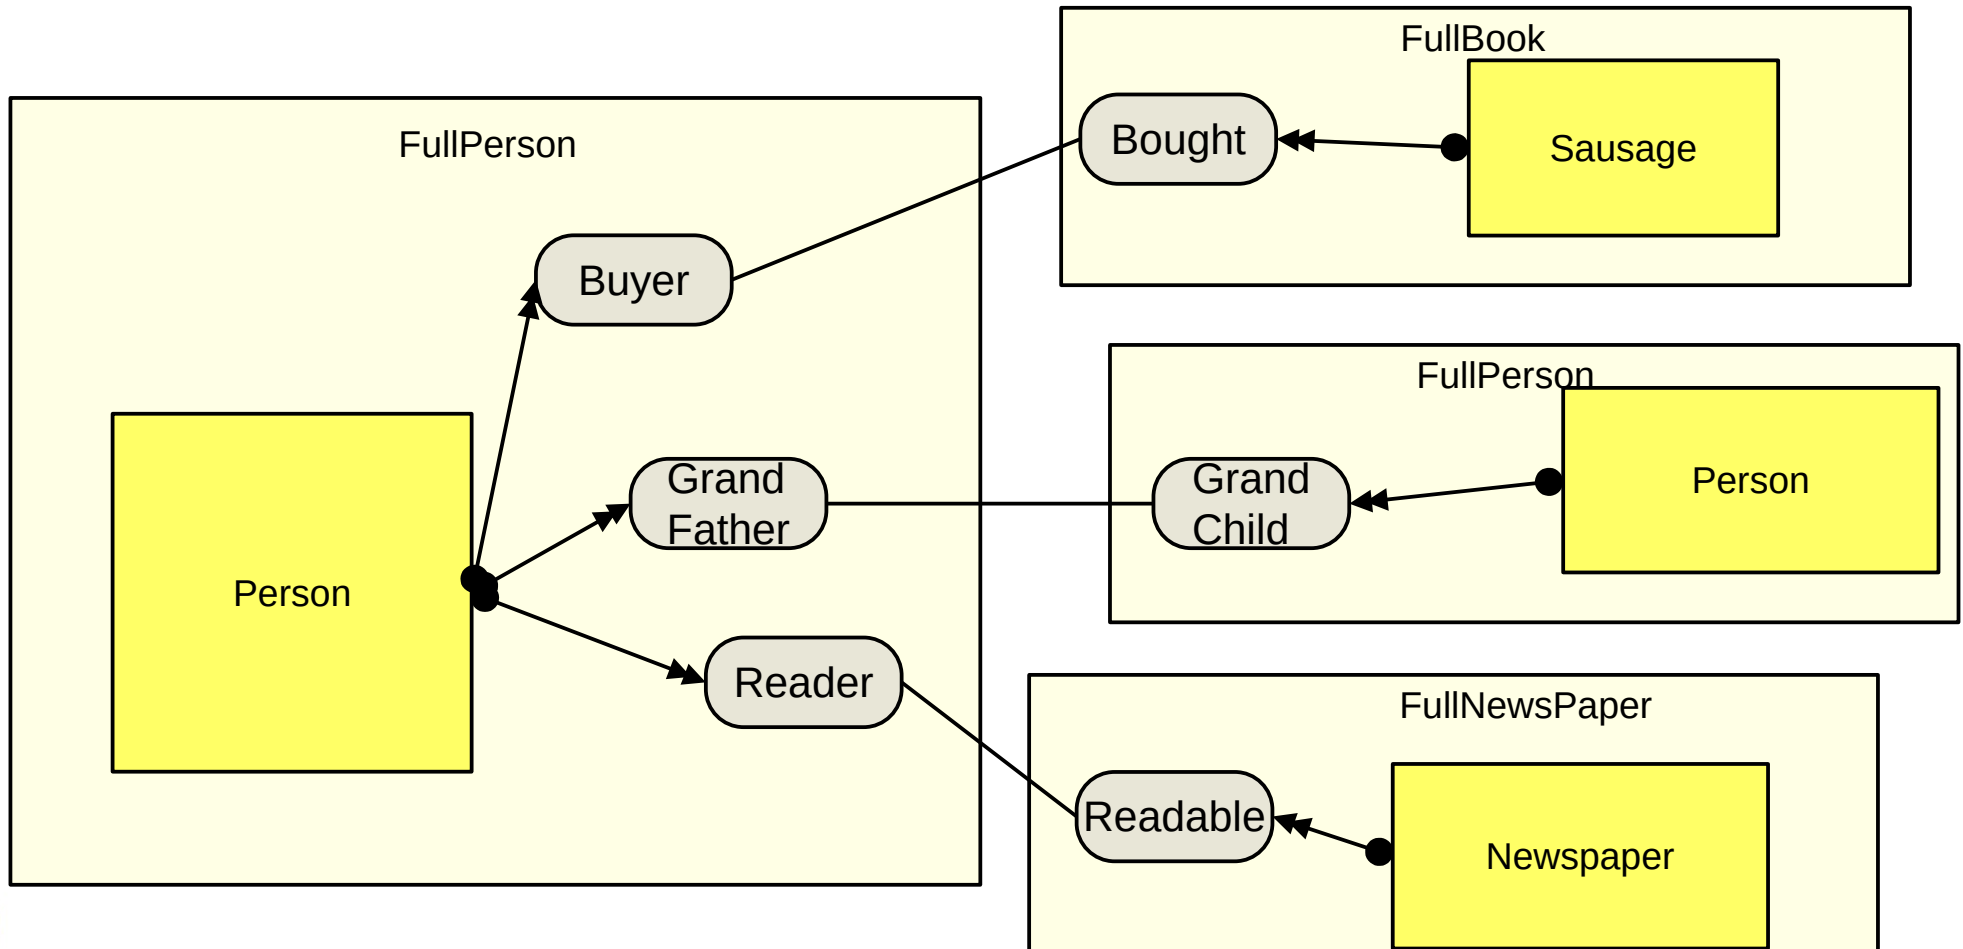 FullPerson
Buyer
Grand
Father
Person
Reader
FullBook
Bought
Sausage
FullPerson
Grand
Child
Person
FullNewsPaper
Readable
Newspaper